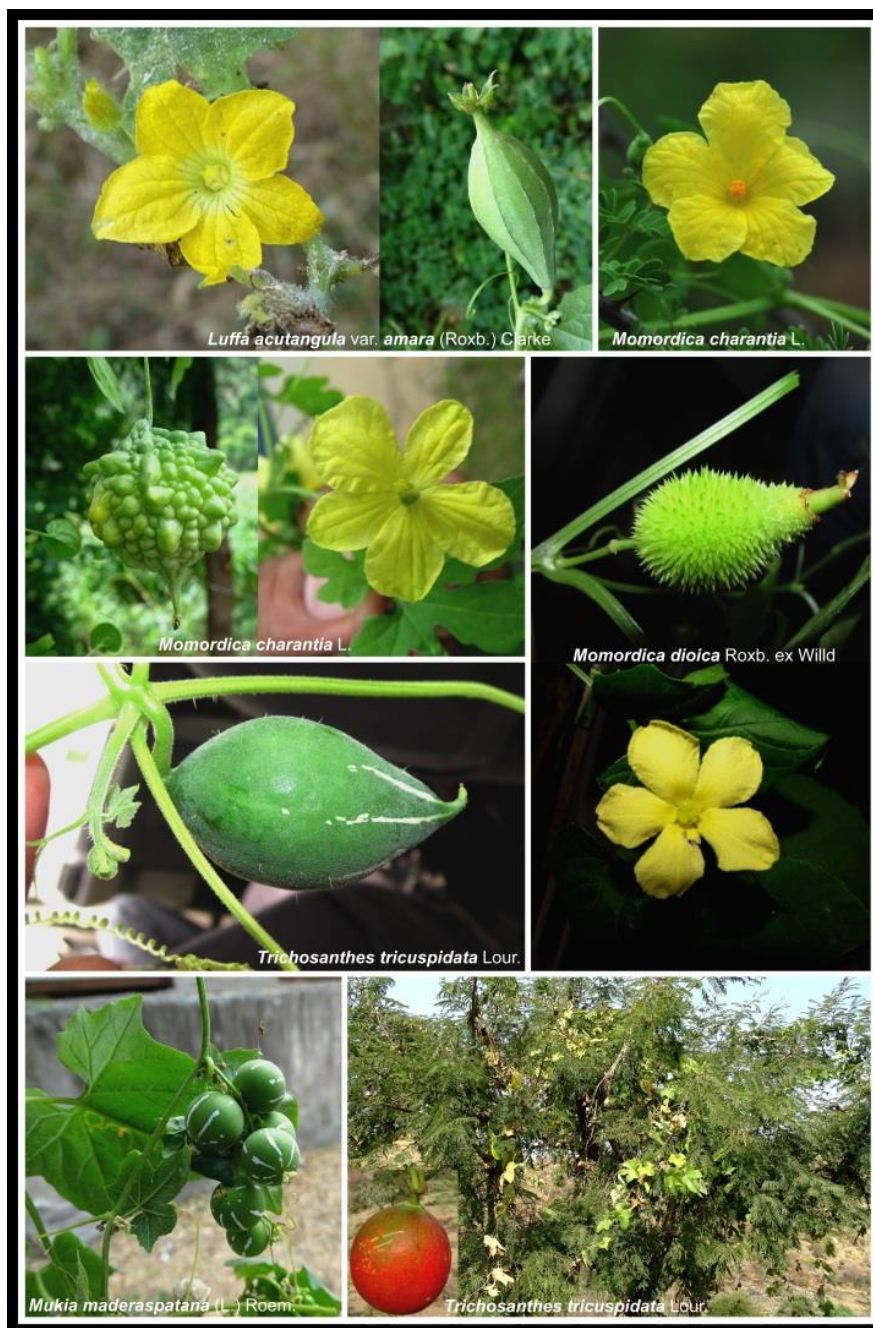 Luffa acutangula var. amara (Roxb.) Clarke
Momordica charantia L.
Momordica charantia L.
Momordica dioica Roxb. ex Willd
Trichosanthes tricuspidata Lour.
Mukia maderaspatana (L.) Roem.
Trichosanthes tricuspidata Lour.